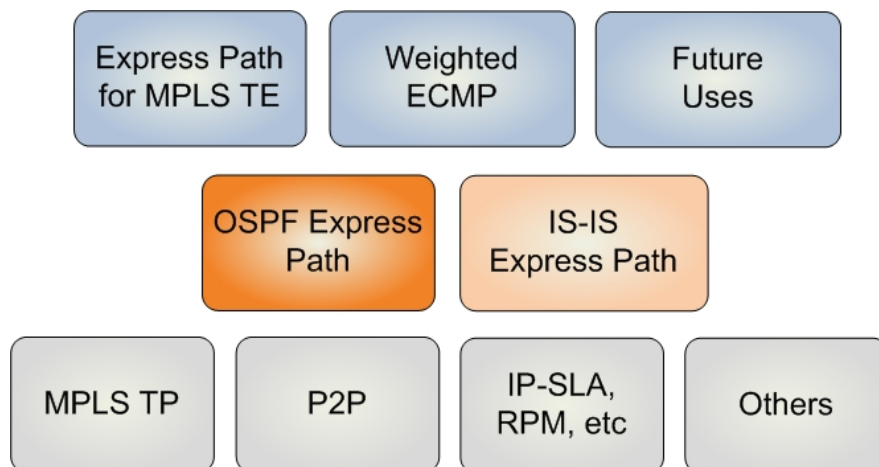 Express Path
for MPLS TE
Weighted
ECMP
Future
Uses
OSPF Express
Path
IS-IS
Express Path
MPLS TP
P2P
IP-SLA,
RPM, etc
Others